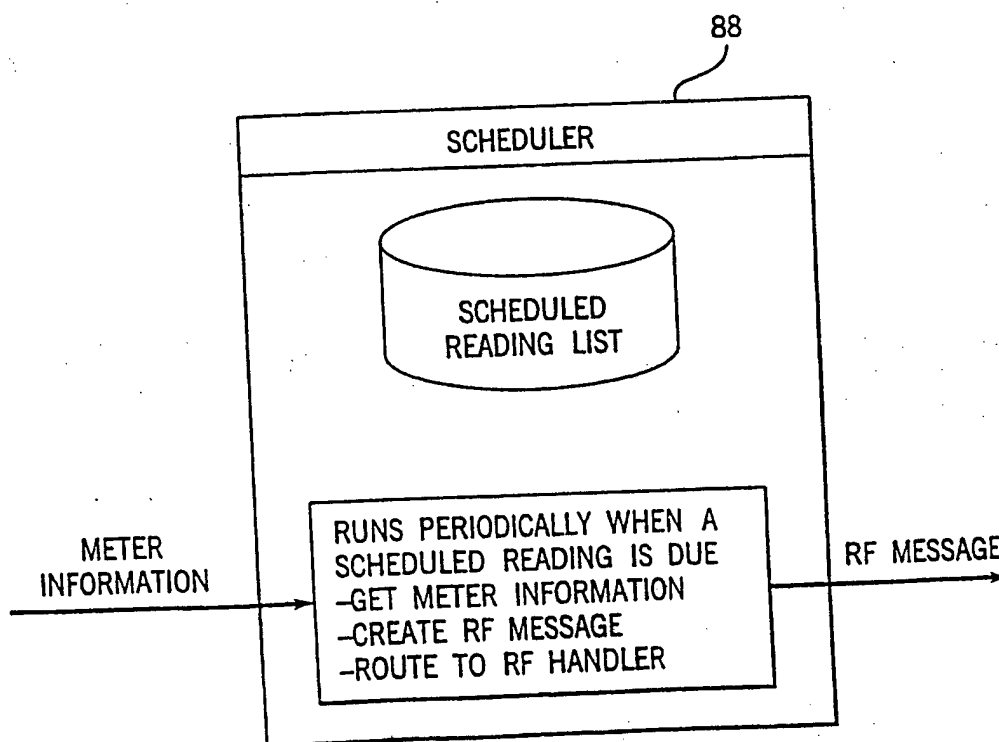 88
SCHEDULER
SCHEDULED
READING LIST
METER
INFORMATION
RUNS PERIODICALLY WHEN A
SCHEDULED READING IS DUE
-GET METER INFORMATION
-CREATE RF MESSAGE
-ROUTE TO RF HANDLER
RF MESSAGE